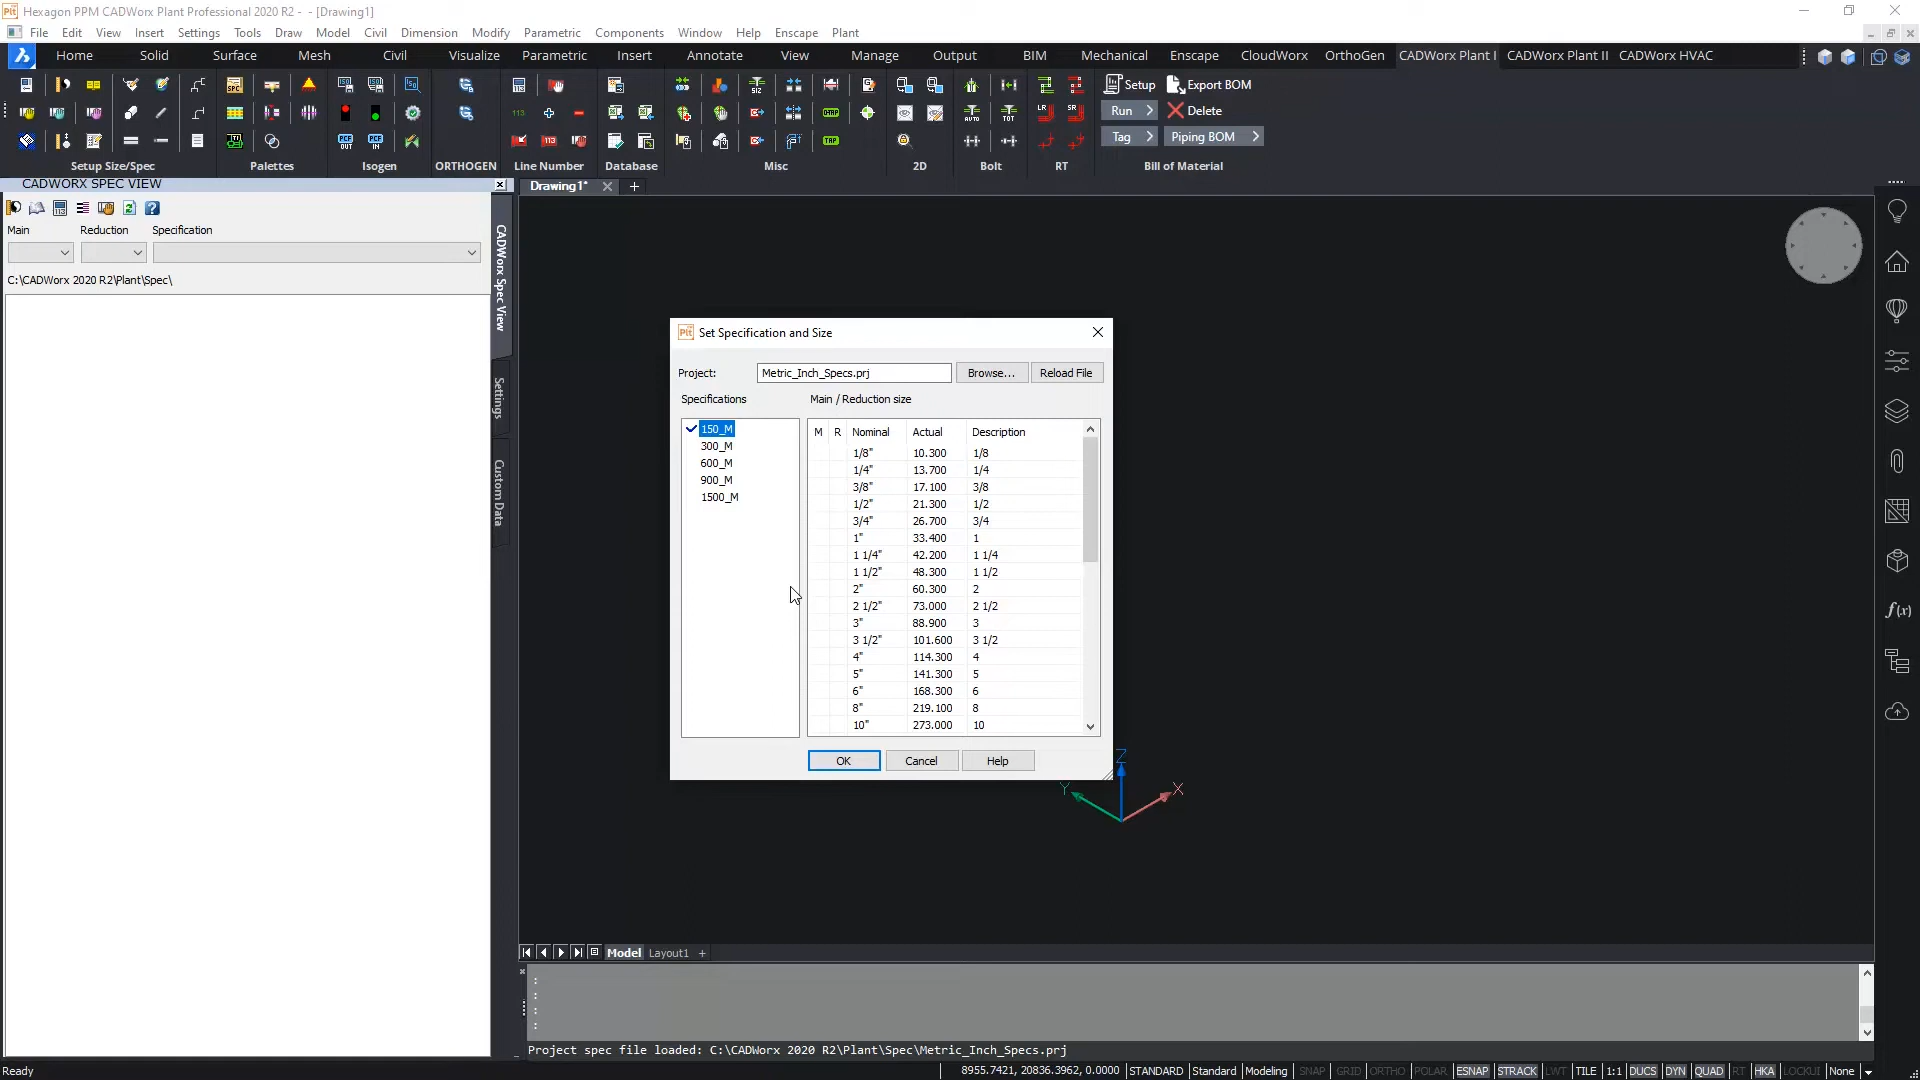 Hexagon PPM CADWorx Plant Professional 2020 R2 - - [Drawing1]
File Edit View Insert Settings Tools Draw Model Civil Dimension Modify Parametric Components Window Help Enscape Plant
Home Solid Surface Mesh Civil Visualize Parametric Insert Annotate View Manage Output BIM Mechanical Enscape CloudWorx OrthoGen CADWorx Plant I CADWorx Plant II CADWorx HVAC
Setup Export BOM
Run Delete
Tag Piping BOM
Setup Size/Spec Palettes Isogen ORTHOGEN Line Number Database Misc 2D Bolt RT Bill of Material
CADWORX SPEC VIEW
Drawing1*
Main Reduction Specification
C:\CADWorx 2020 R2\Plant\Spec\
CADWorx Spec View
Settings
Custom Data
Set Specification and Size
Project: Metric_Inch_Specs.prj Browse... Reload File
Specifications Main / Reduction size
150_M
300_M
600_M
900_M
1500_M
M R Nominal Actual Description
1/8" 10.300 1/8
1/4" 13.700 1/4
3/8" 17.100 3/8
1/2" 21.300 1/2
3/4" 26.700 3/4
1" 33.400 1
1 1/4" 42.200 1 1/4
1 1/2" 48.300 1 1/2
2" 60.300 2
2 1/2" 73.000 2 1/2
3" 88.900 3
3 1/2" 101.600 3 1/2
4" 114.300 4
5" 141.300 5
6" 168.300 6
8" 219.100 8
10" 273.000 10
OK Cancel Help
Z
Y X
Model Layout1 +
:
:
:
:
Project spec file loaded: C:\CADWorx 2020 R2\Plant\Spec\Metric_Inch_Specs.prj
Ready 8955.7421, 20836.3962, 0.0000 STANDARD Standard Modeling SNAP GRID ORTHO POLAR ESNAP STRACK LWT TILE 1:1 DUCS DYN QUAD RT HKA LOCKUI None